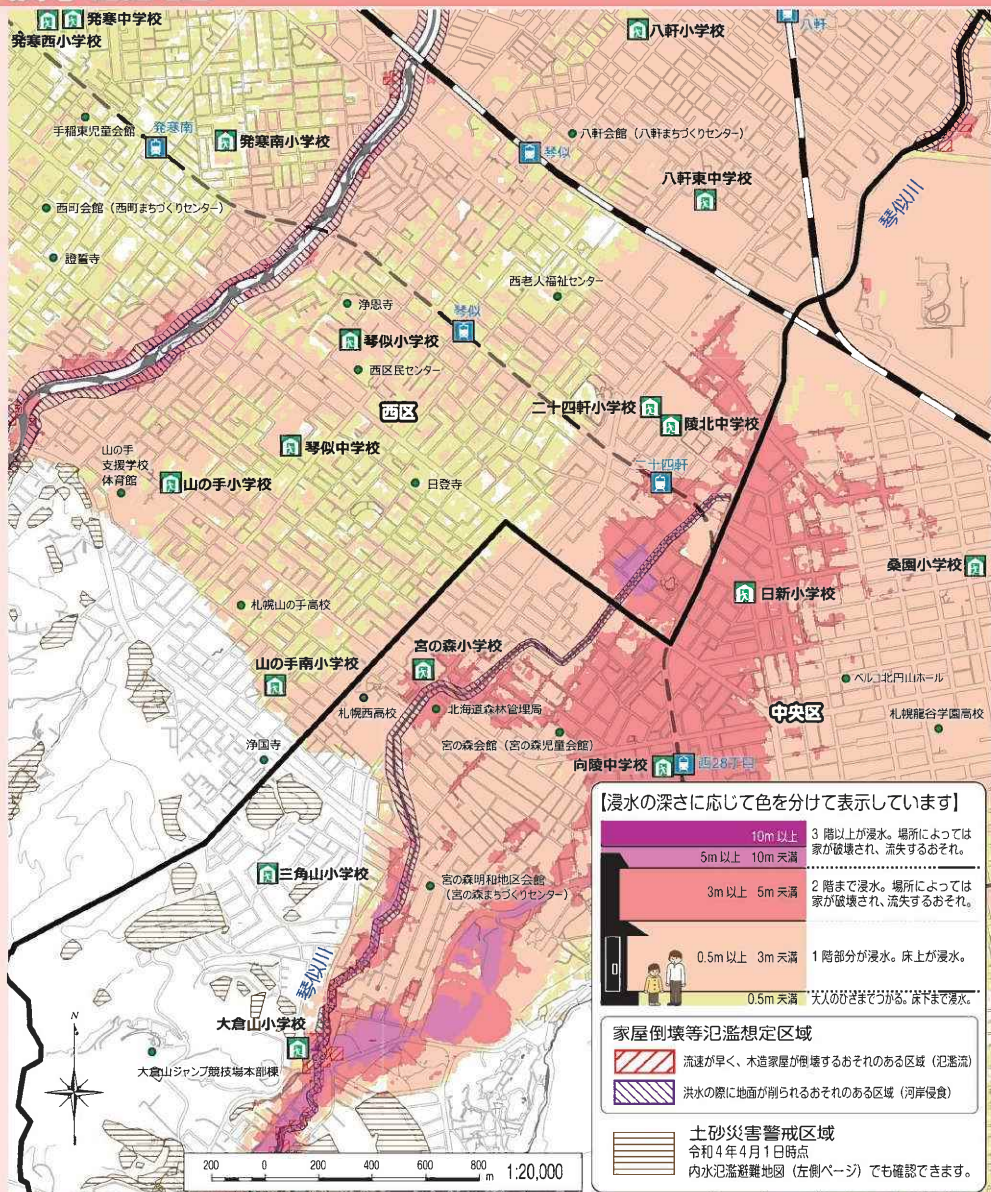 発寒中学校
発寒西小学校
八軒小学校
八軒
手稲東児童会館
発寒南
発寒南小学校
琴似
八軒会館（八軒まちづくりセンター）
八軒東中学校
琴似川
西町会館（西町まちづくりセンター）
證誓寺
西老人福祉センター
浄恩寺
琴似
琴似小学校
西区民センター
西区
二十四軒小学校
陵北中学校
琴似中学校
山の手
支援学校
体育館
山の手小学校
日登寺
二十四軒
桑園小学校
日新小学校
札幌山の手高校
宮の森小学校
山の手南小学校
ベルコ北円山ホール
札幌西高校
北海道森林管理局
中央区
札幌龍谷学園高校
浄国寺
宮の森会館（宮の森児童会館）
向陵中学校
西28丁目
三角山小学校
宮の森明和地区会館
（宮の森まちづくりセンター）
琴似川
大倉山小学校
大倉山ジャンプ競技場本部棟
N
200 0 200 400 600 800 m 1:20,000
【浸水の深さに応じて色を分けて表示しています】
10m以上
5m以上 10m未満
3階以上が浸水。場所によっては
家が破壊され、流失するおそれ。
3m以上 5m未満
2階まで浸水。場所によっては
家が破壊され、流失するおそれ。
0.5m以上 3m未満
1階部分が浸水。床上が浸水。
0.5m未満
大人のひざまでつかる。床下まで浸水。
家屋倒壊等氾濫想定区域
流速が早く、木造家屋が倒壊するおそれのある区域（氾濫流）
洪水の際に地面が削られるおそれのある区域（河岸侵食）
土砂災害警戒区域
令和4年4月1日時点
内水氾濫避難地図（左側ページ）でも確認できます。